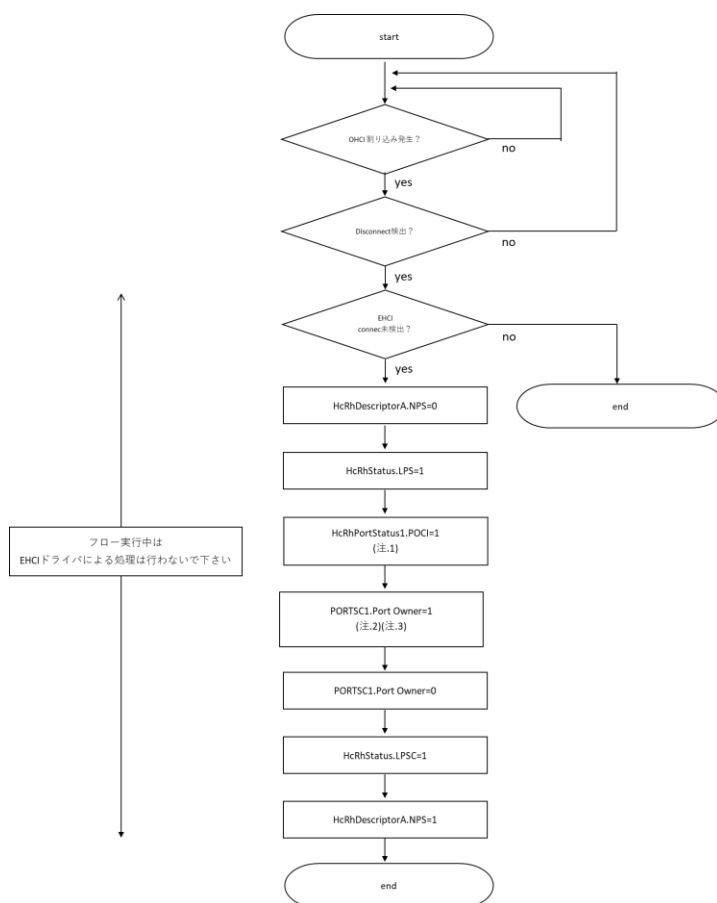 start
OHCI割り込み発生？
no
yes
Disconnect検出？
no
yes
EHCI
connec未検出？
no
yes
HcRhDescriptorA.NPS=0
end
HcRhStatus.LPS=1
フロー実行中は
EHCIドライバによる処理は行わないで下さい
HcRhPortStatus1.POCI=1
(注.1)
PORTSC1.Port Owner=1
(注.2)(注.3)
PORTSC1.Port Owner=0
HcRhStatus.LPSC=1
HcRhDescriptorA.NPS=1
end